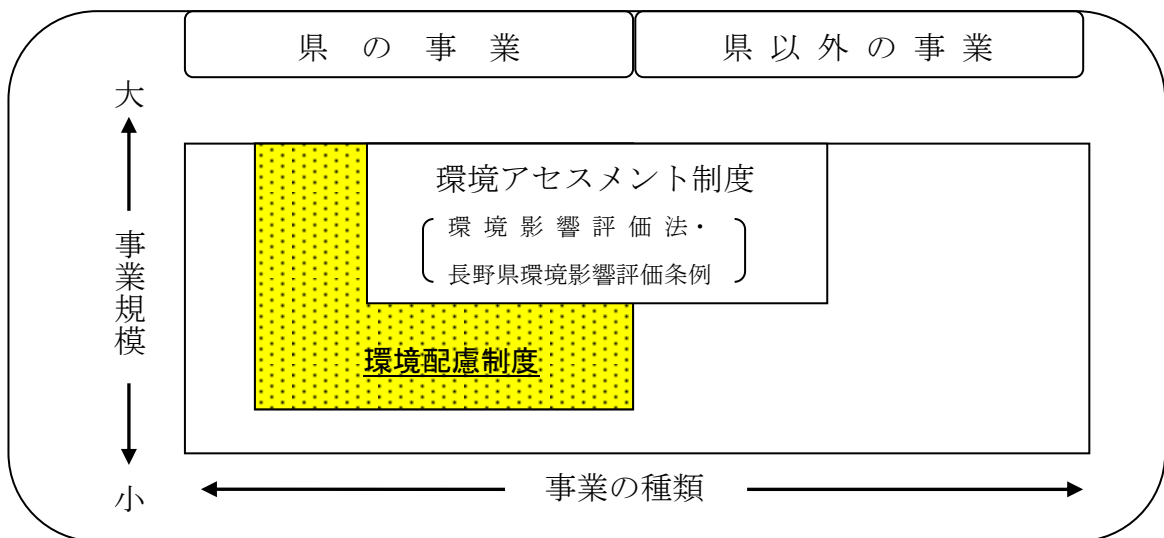 県の事業
県以外の事業
大
事業規模
小
環境アセスメント制度
環境影響評価法・
長野県環境影響評価条例
環境配慮制度
事業の種類